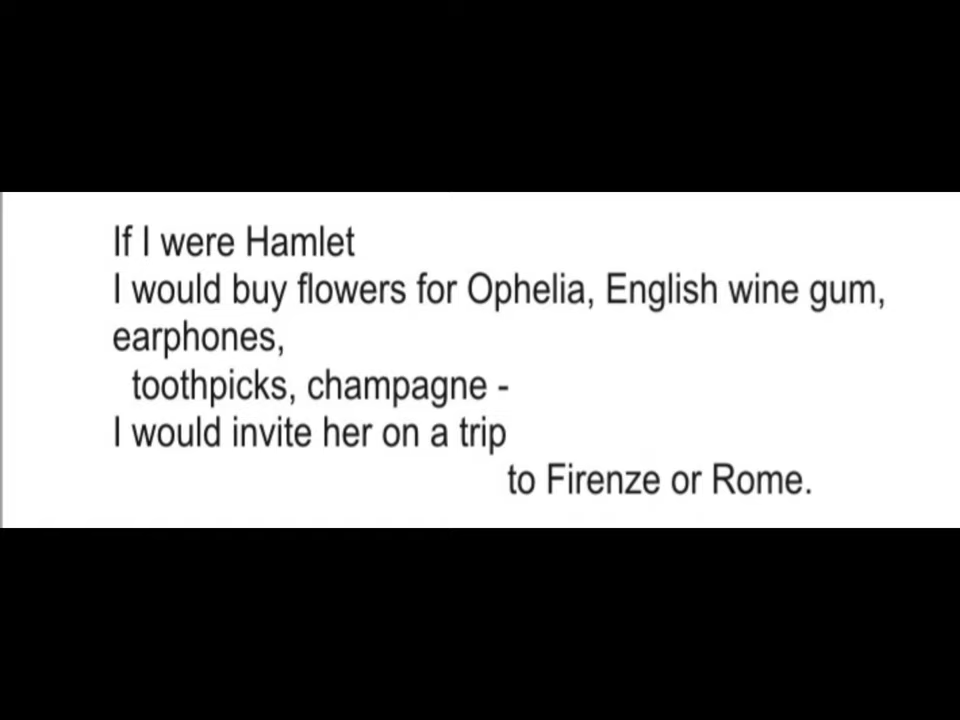 If I were Hamlet
I would buy flowers for Ophelia, English wine gum,
earphones,
toothpicks, champagne -
I would invite her on a trip
to Firenze or Rome.